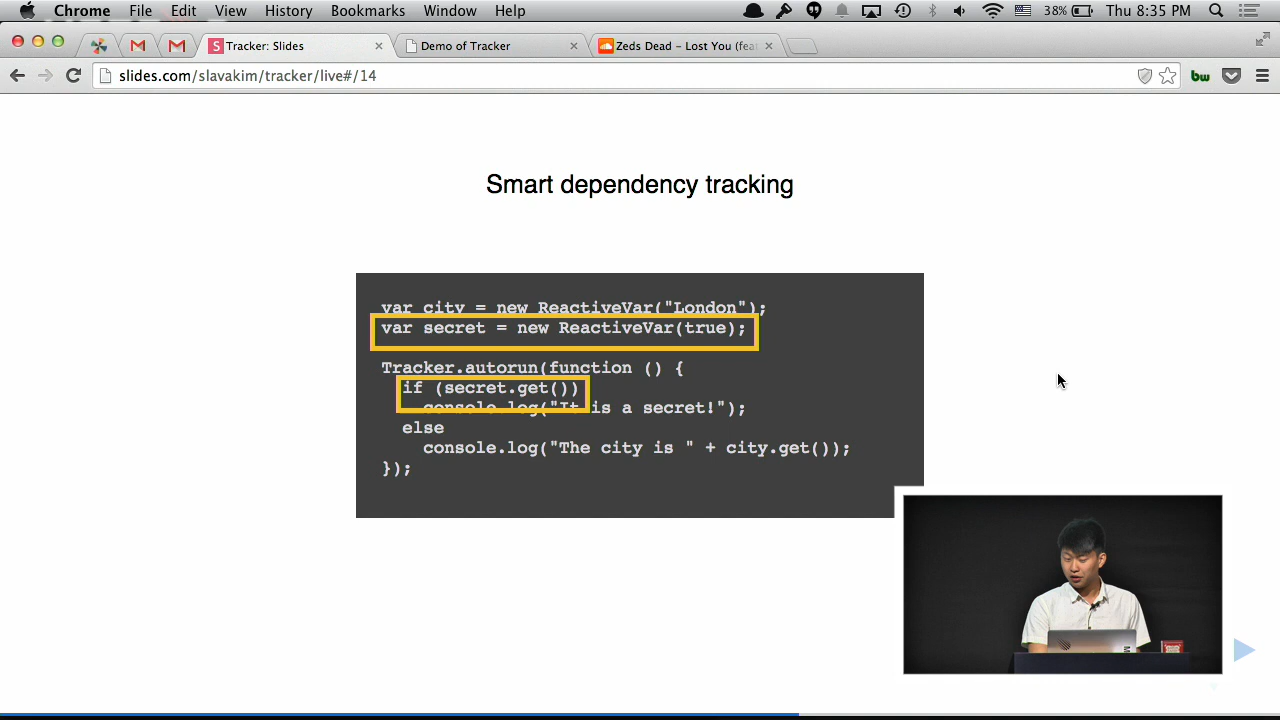 Chrome File Edit View History Bookmarks Window Help 38% Thu 8:35 PM
Tracker: Slides Demo of Tracker Zeds Dead – Lost You (fea
slides.com/slavakim/tracker/live#/14 bw
Smart dependency tracking
var city = new ReactiveVar("London");
var secret = new ReactiveVar(true);
Tracker.autorun(function () {
if (secret.get())
console.log("It is a secret!");
else
console.log("The city is " + city.get());
});